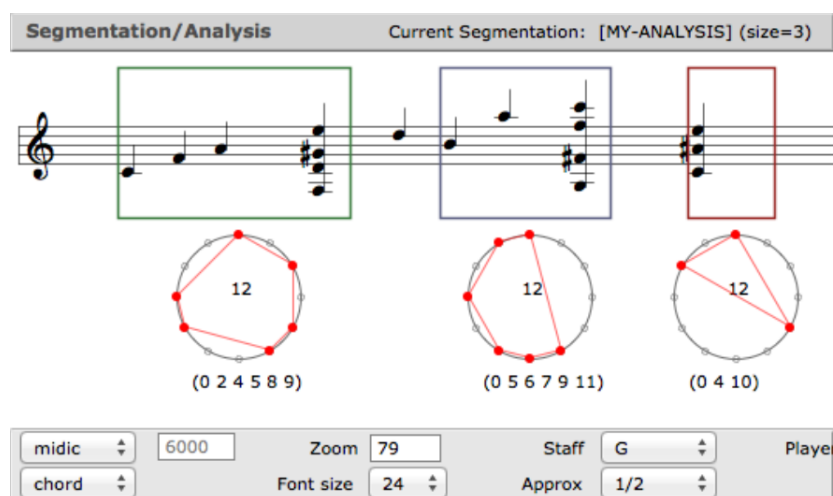 Segmentation/Analysis Current Segmentation: [MY-ANALYSIS] (size=3)
12 12 12
(0 2 4 5 8 9) (0 5 6 7 9 11) (0 4 10)
midic 6000 Zoom 79 Staff G Player
chord Font size 24 Approx 1/2